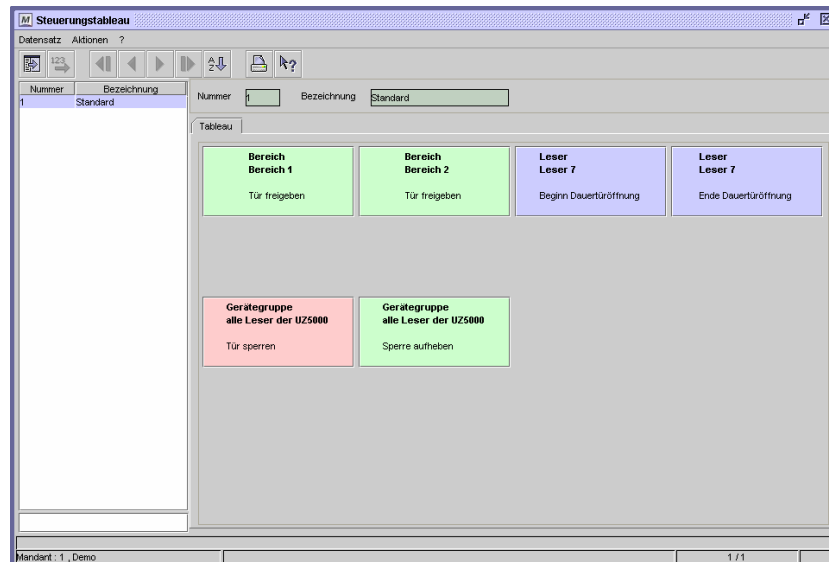 M Steuerungstableau
Datensatz Aktionen ?
123
A Z
?
Nummer Bezeichnung
1 Standard
Nummer 1 Bezeichnung Standard
Tableau
Bereich
Bereich 1
Tür freigeben
Bereich
Bereich 2
Tür freigeben
Leser
Leser 7
Beginn Dauertüröffnung
Leser
Leser 7
Ende Dauertüröffnung
Gerätegruppe
alle Leser der UZ5000
Tür sperren
Gerätegruppe
alle Leser der UZ5000
Sperre aufheben
Mandant : 1 , Demo
1 / 1